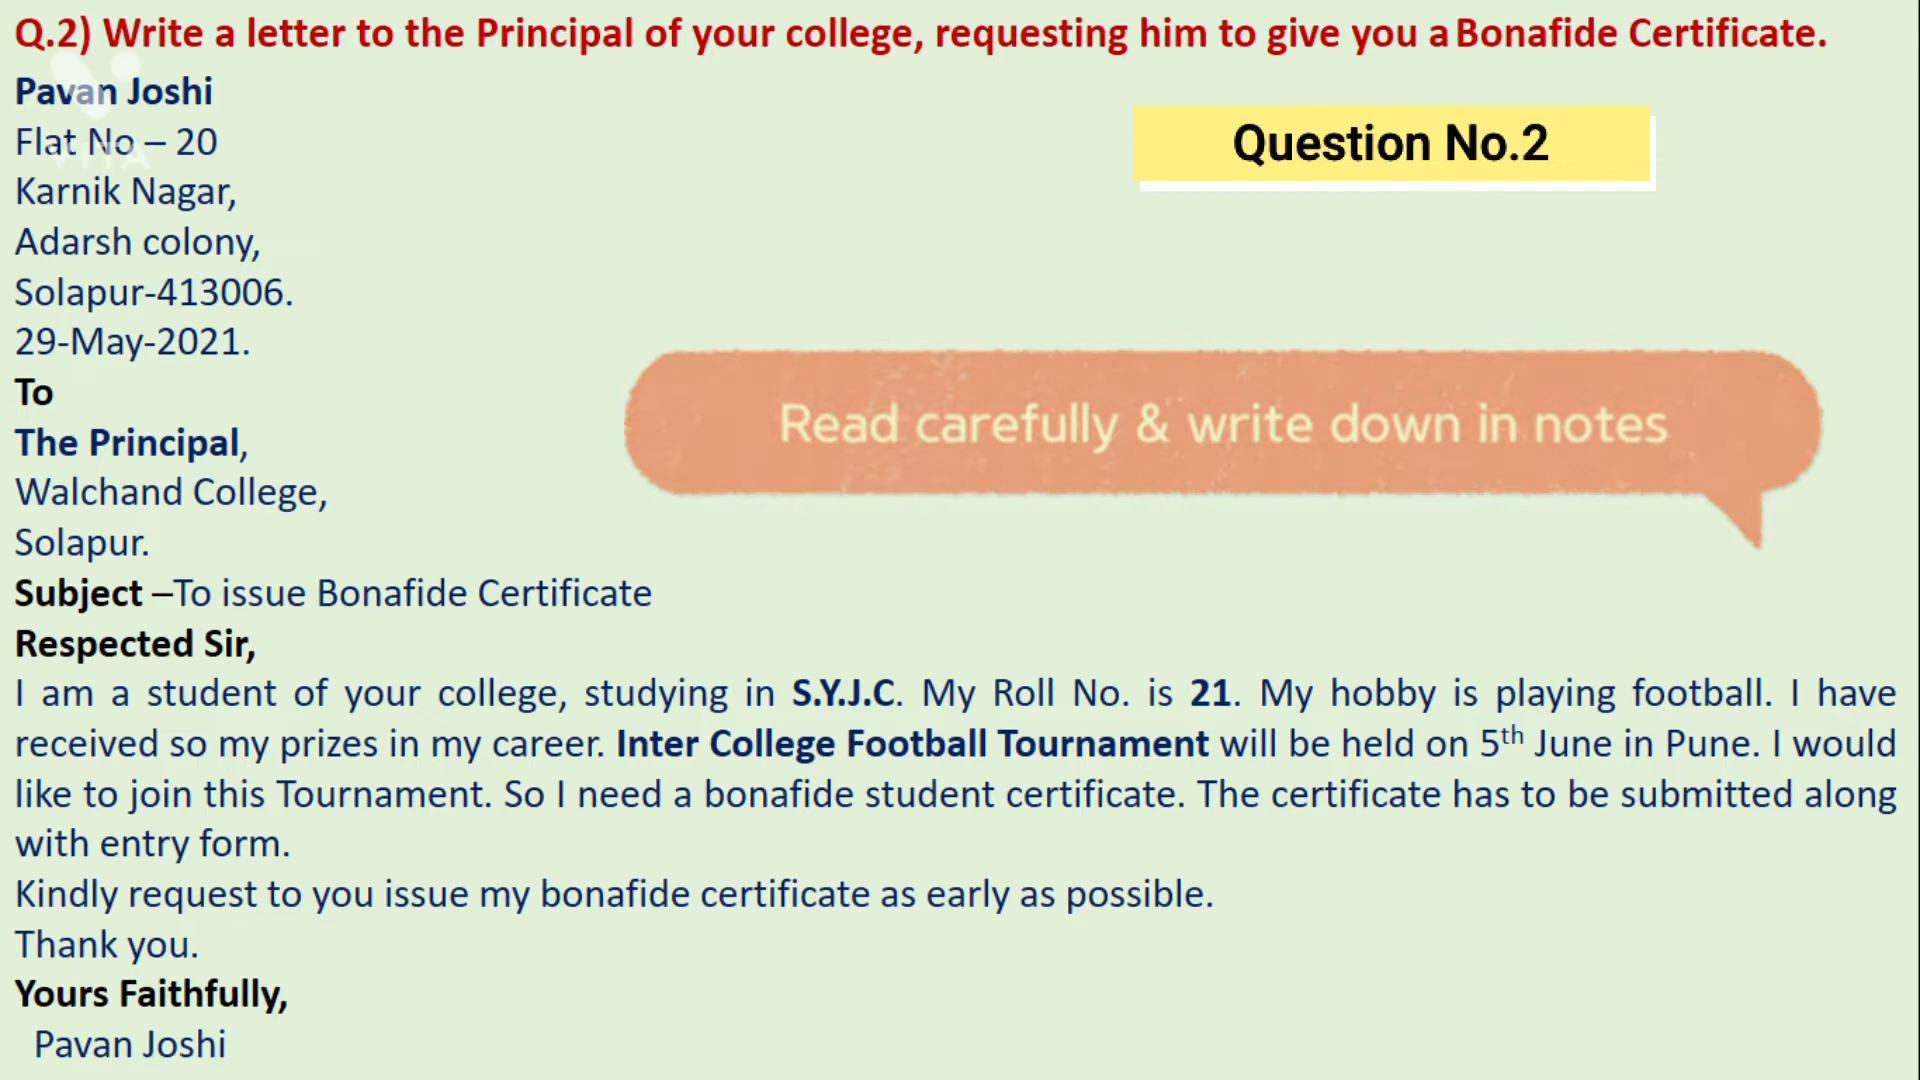 Q.2) Write a letter to the Principal of your college, requesting him to give you a Bonafide Certificate.
Pavan Joshi
Question No.2
Flat No – 20
VITA
Karnik Nagar,
Adarsh colony,
Solapur-413006.
29-May-2021.
To
Read carefully & write down in notes
The Principal,
Walchand College,
Solapur.
Subject –To issue Bonafide Certificate
Respected Sir,
I am a student of your college, studying in S.Y.J.C. My Roll No. is 21. My hobby is playing football. I have
received so my prizes in my career. Inter College Football Tournament will be held on 5th June in Pune. I would
like to join this Tournament. So I need a bonafide student certificate. The certificate has to be submitted along
with entry form.
Kindly request to you issue my bonafide certificate as early as possible.
Thank you.
Yours Faithfully,
Pavan Joshi